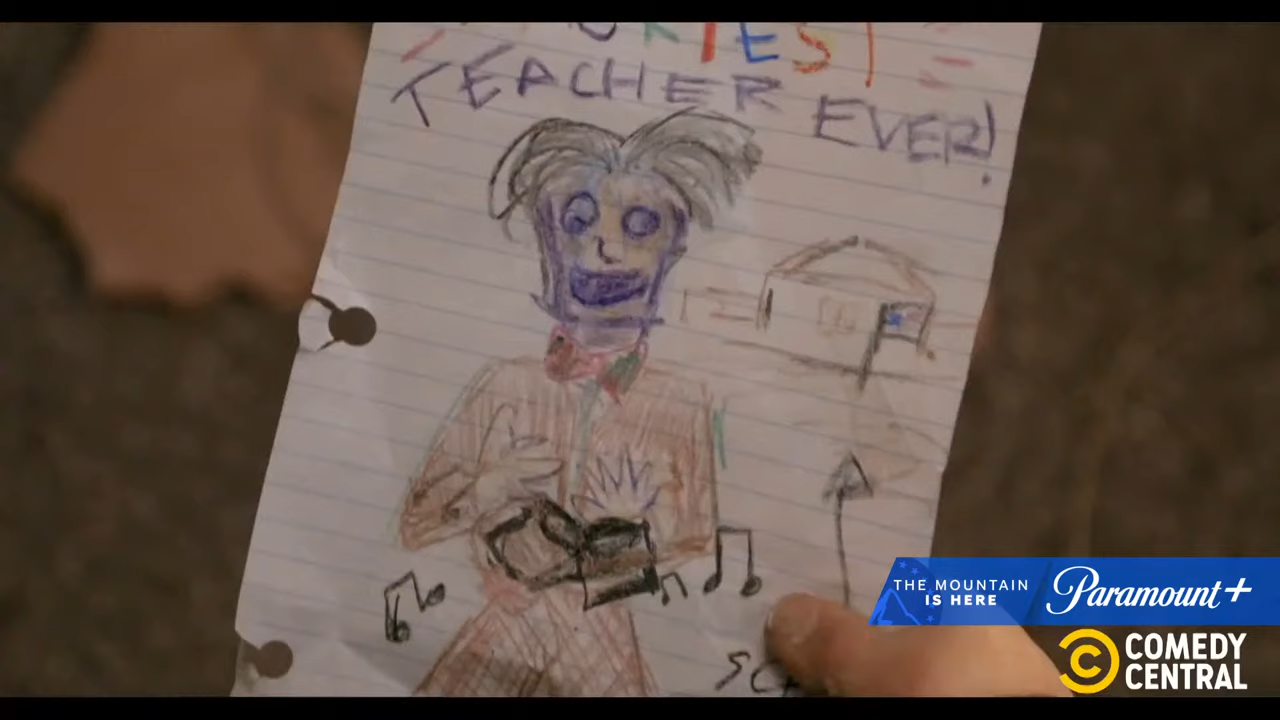 TEACHER EVER!
THE MOUNTAIN
IS HERE
Paramount+
COMEDY
CENTRAL